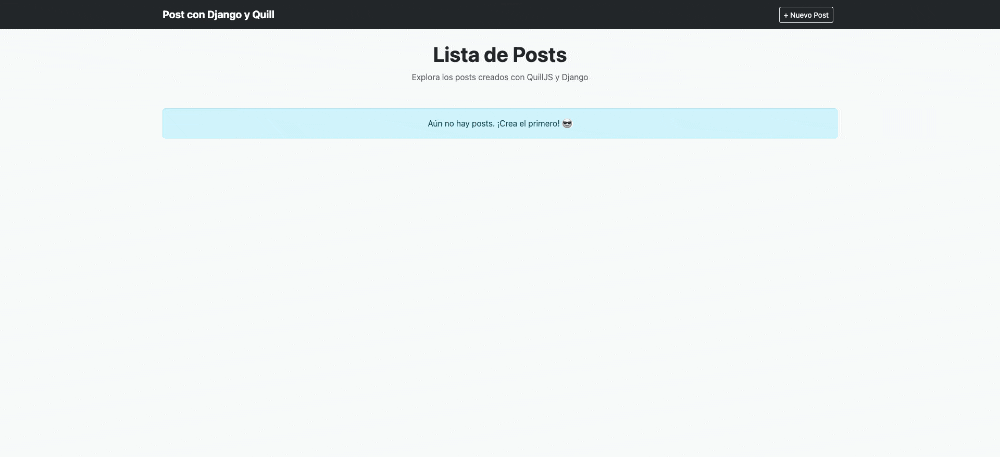 Post con Django y Quill
+ Nuevo Post
Lista de Posts
Explora los posts creados con QuillJS y Django
Aún no hay posts. ¡Crea el primero! 😎